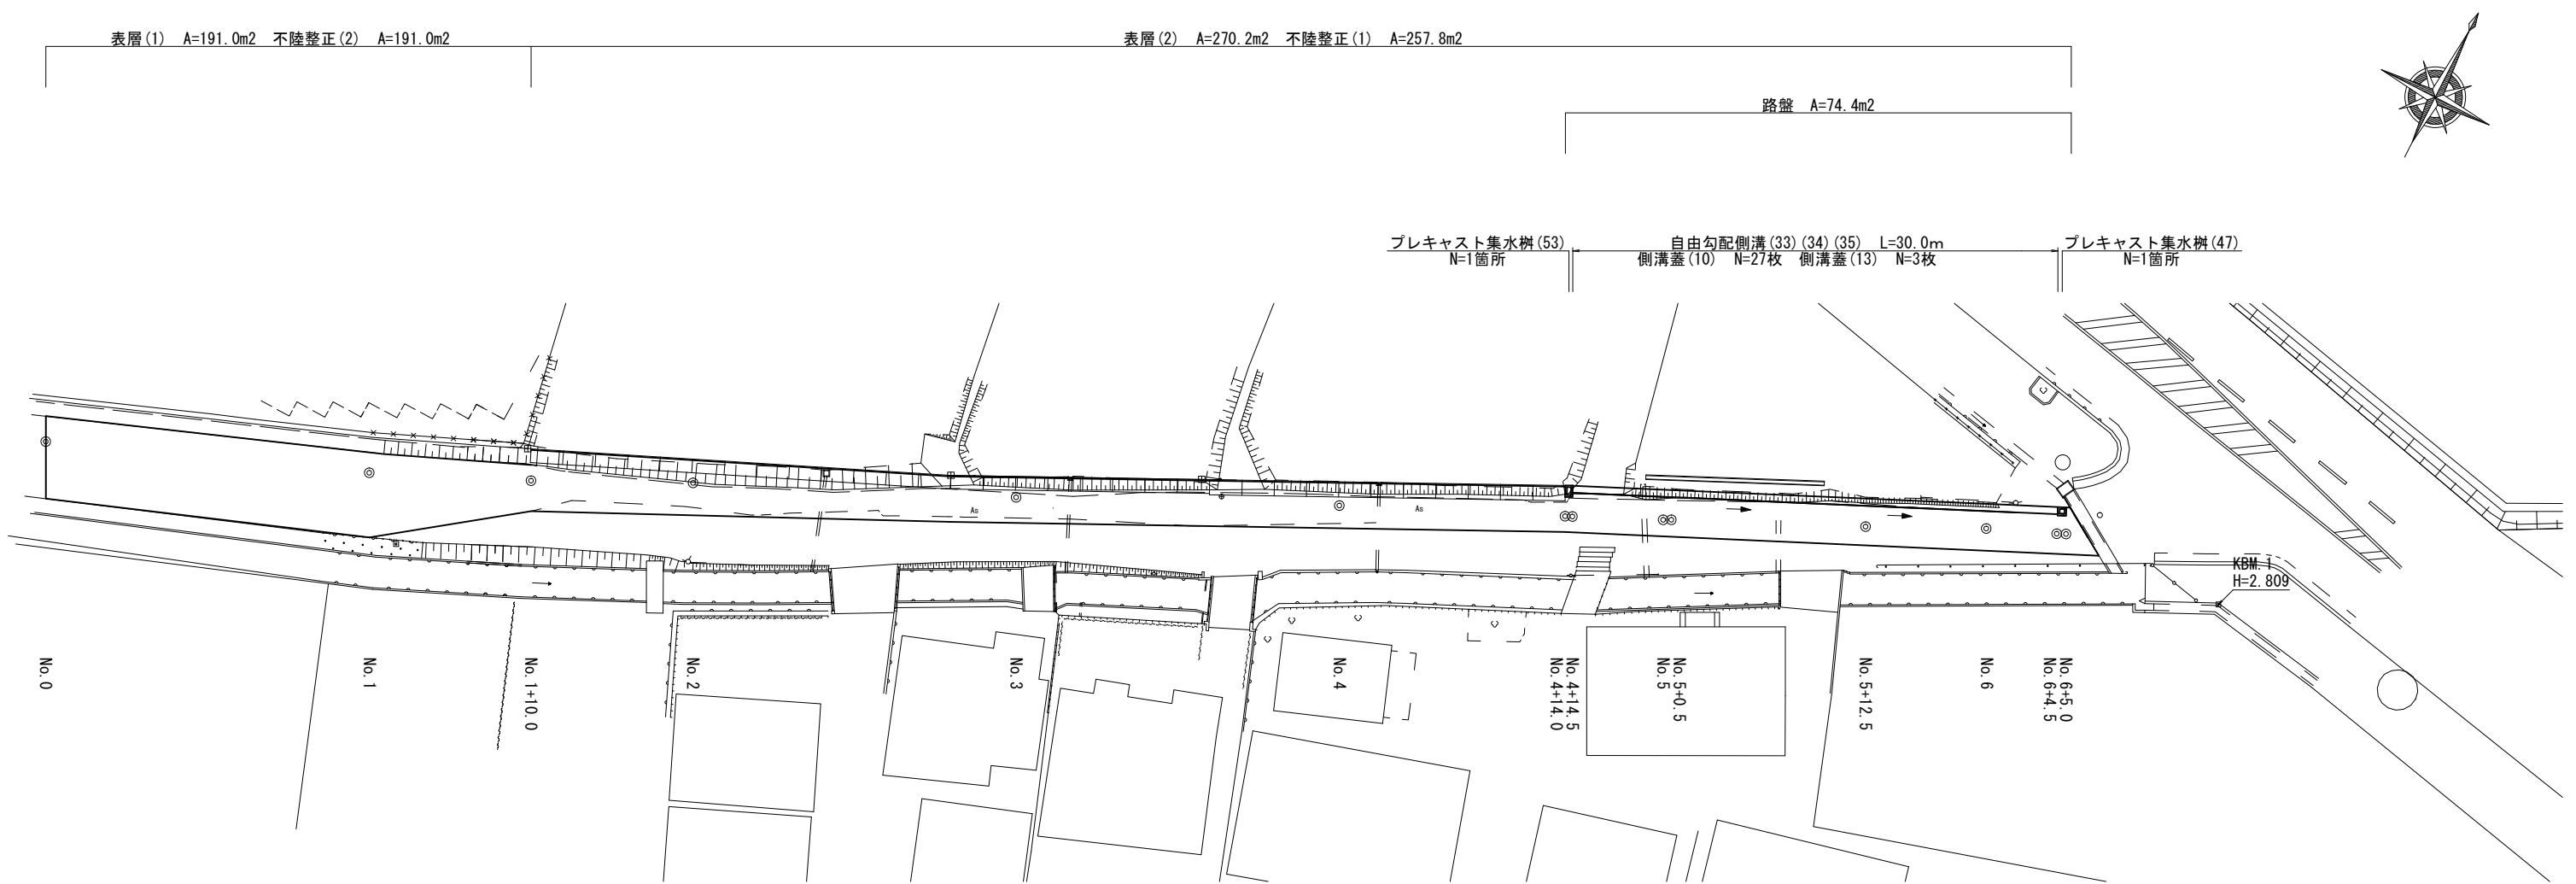 表層(1)　A=191.0m2　不陸整正(2)　A=191.0m2
表層(2)　A=270.2m2　不陸整正(1)　A=257.8m2
路盤　A=74.4m2
プレキャスト集水桝(53)
N=1箇所
自由勾配側溝(33)(34)(35)　L=30.0m
側溝蓋(10)　N=27枚　側溝蓋(13)　N=3枚
プレキャスト集水桝(47)
N=1箇所
As
As
KBM.1
H=2.809
No.0
No.1
No.1+10.0
No.2
No.3
No.4
No.4+14.0
No.4+14.5
No.5
No.5+0.5
No.5+12.5
No.6
No.6+4.5
No.6+5.0